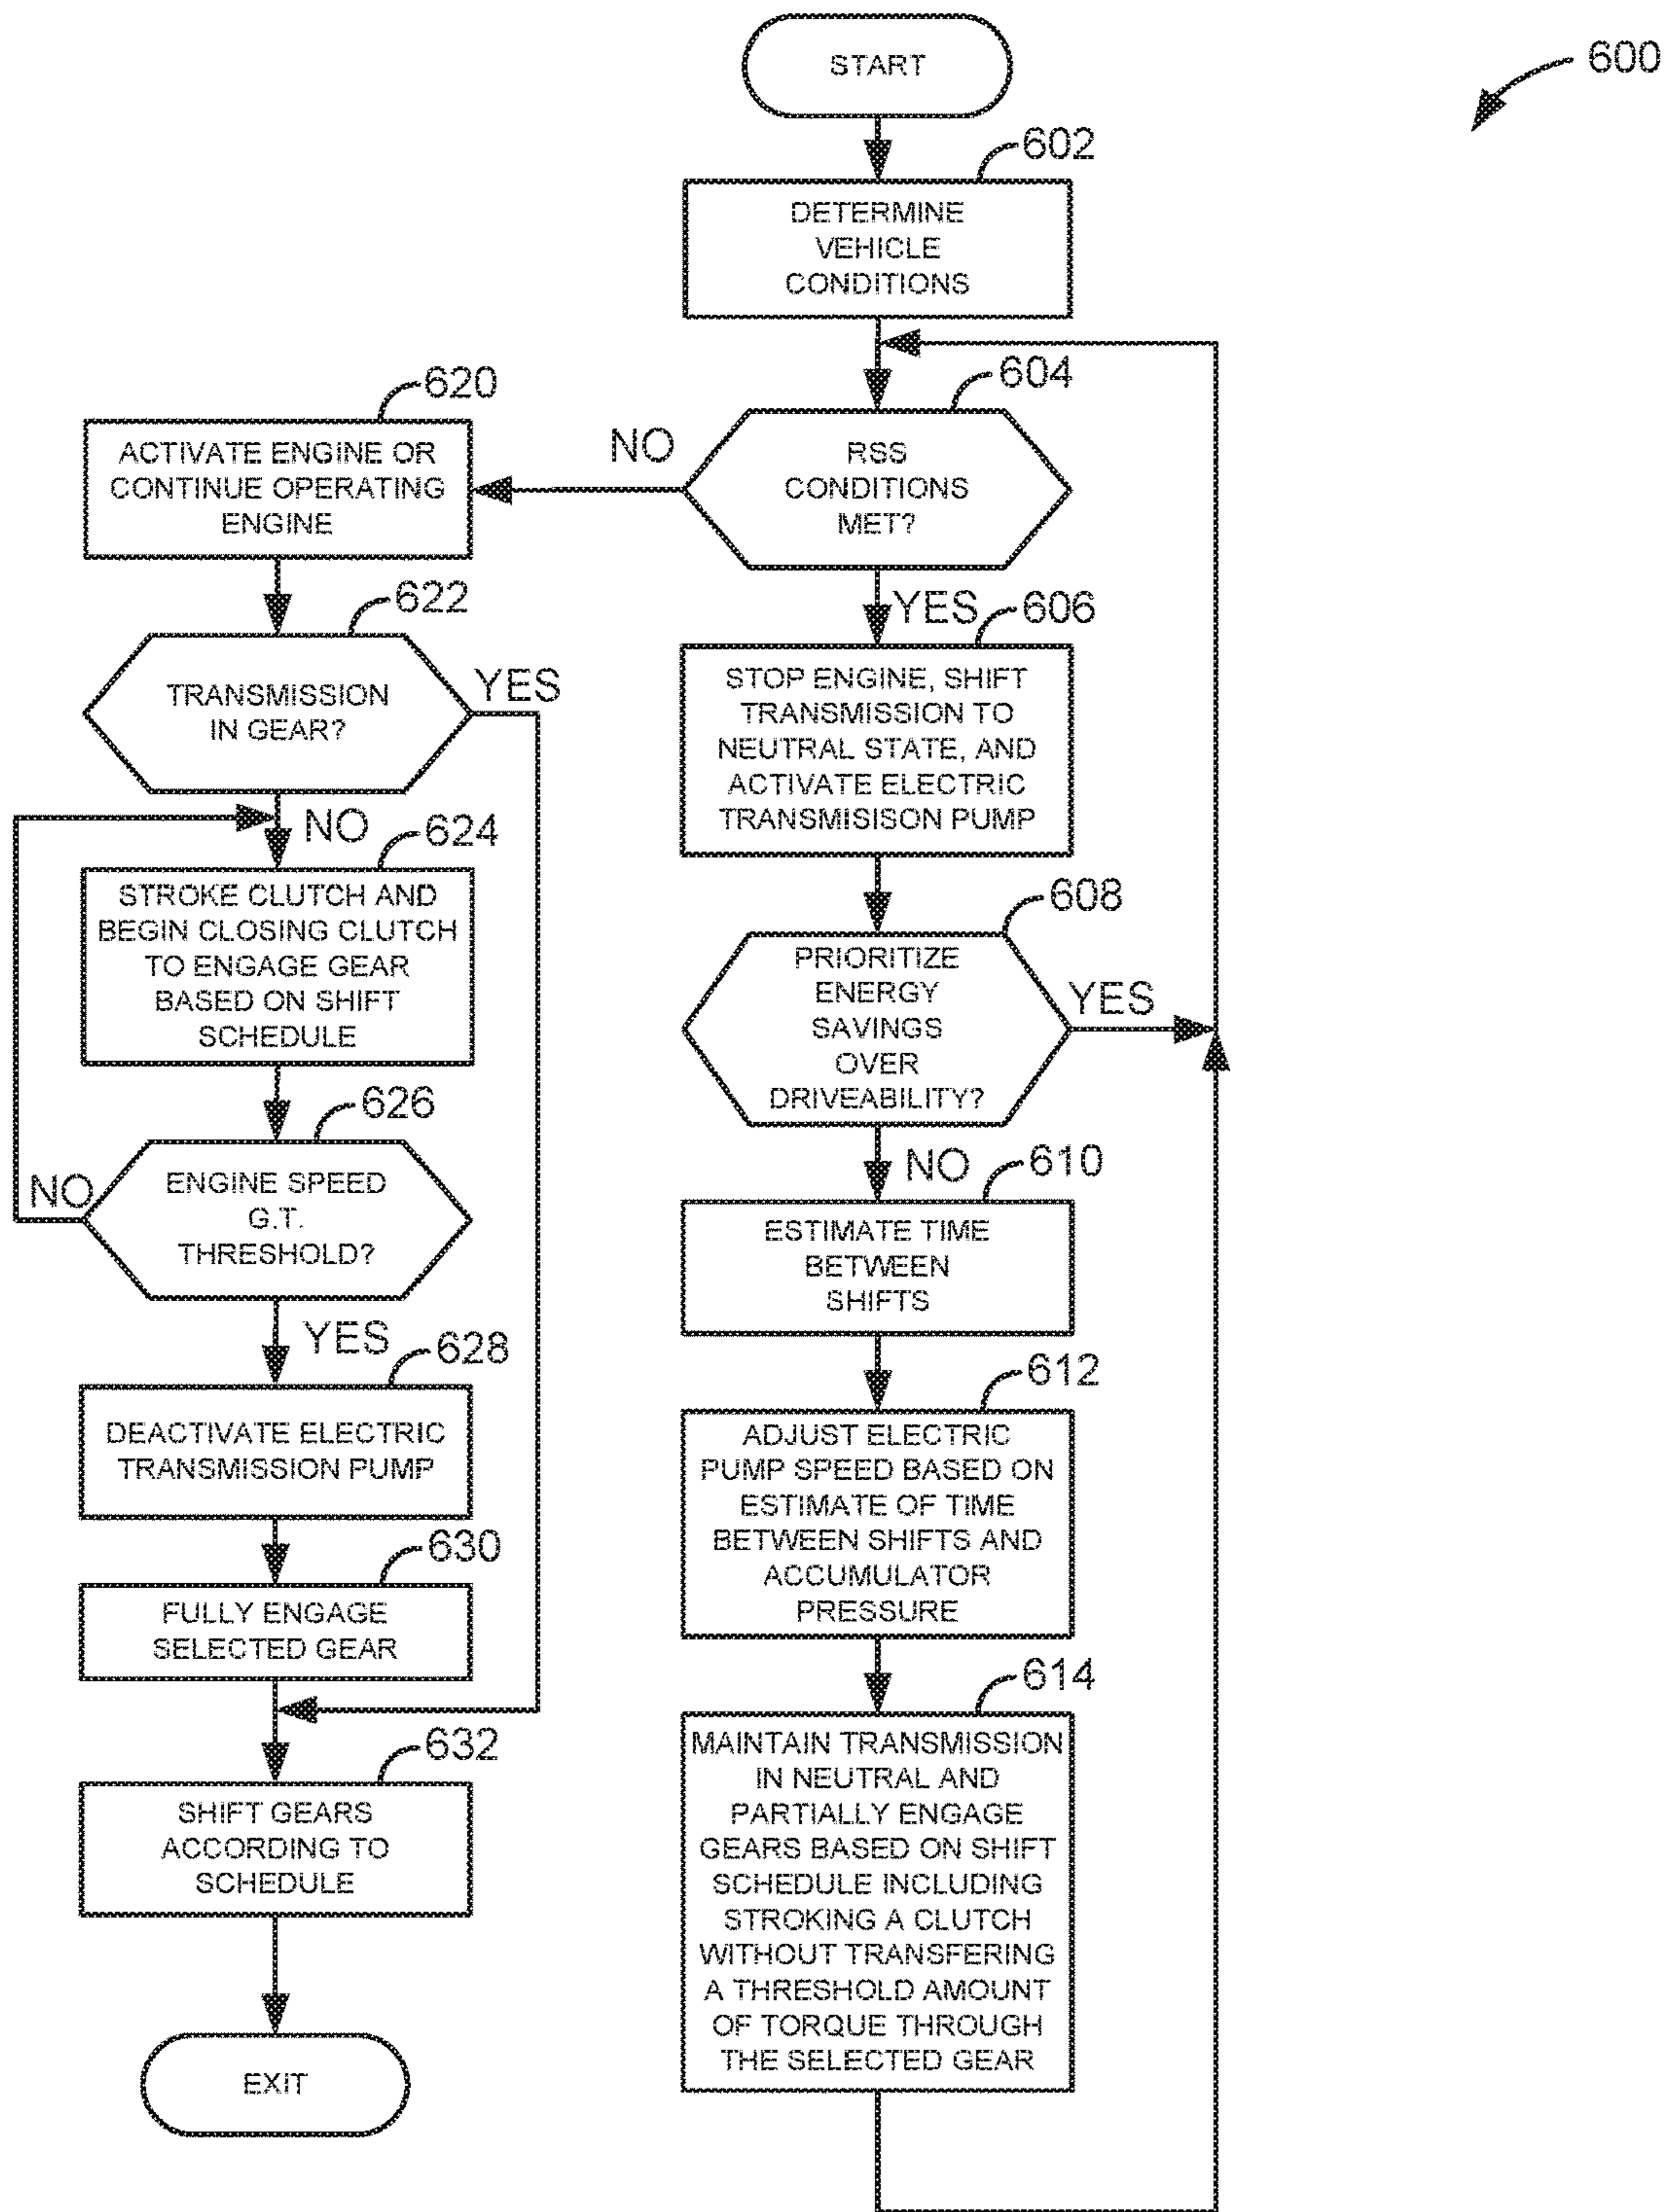 START
600
602
DETERMINE
VEHICLE
CONDITIONS
604
RSS
CONDITIONS
MET?
NO
YES
606
STOP ENGINE, SHIFT
TRANSMISSION TO
NEUTRAL STATE, AND
ACTIVATE ELECTRIC
TRANSMISISON PUMP
608
PRIORITIZE
ENERGY
SAVINGS
OVER
DRIVEABILITY?
YES
NO
610
ESTIMATE TIME
BETWEEN
SHIFTS
612
ADJUST ELECTRIC
PUMP SPEED BASED ON
ESTIMATE OF TIME
BETWEEN SHIFTS AND
ACCUMULATOR
PRESSURE
614
MAINTAIN TRANSMISSION
IN NEUTRAL AND
PARTIALLY ENGAGE
GEARS BASED ON SHIFT
SCHEDULE INCLUDING
STROKING A CLUTCH
WITHOUT TRANSFERING
A THRESHOLD AMOUNT
OF TORQUE THROUGH
THE SELECTED GEAR
620
ACTIVATE ENGINE OR
CONTINUE OPERATING
ENGINE
622
TRANSMISSION
IN GEAR?
YES
NO
624
STROKE CLUTCH AND
BEGIN CLOSING CLUTCH
TO ENGAGE GEAR
BASED ON SHIFT
SCHEDULE
626
ENGINE SPEED
G.T.
THRESHOLD?
NO
YES
628
DEACTIVATE ELECTRIC
TRANSMISSION PUMP
630
FULLY ENGAGE
SELECTED GEAR
632
SHIFT GEARS
ACCORDING TO
SCHEDULE
EXIT